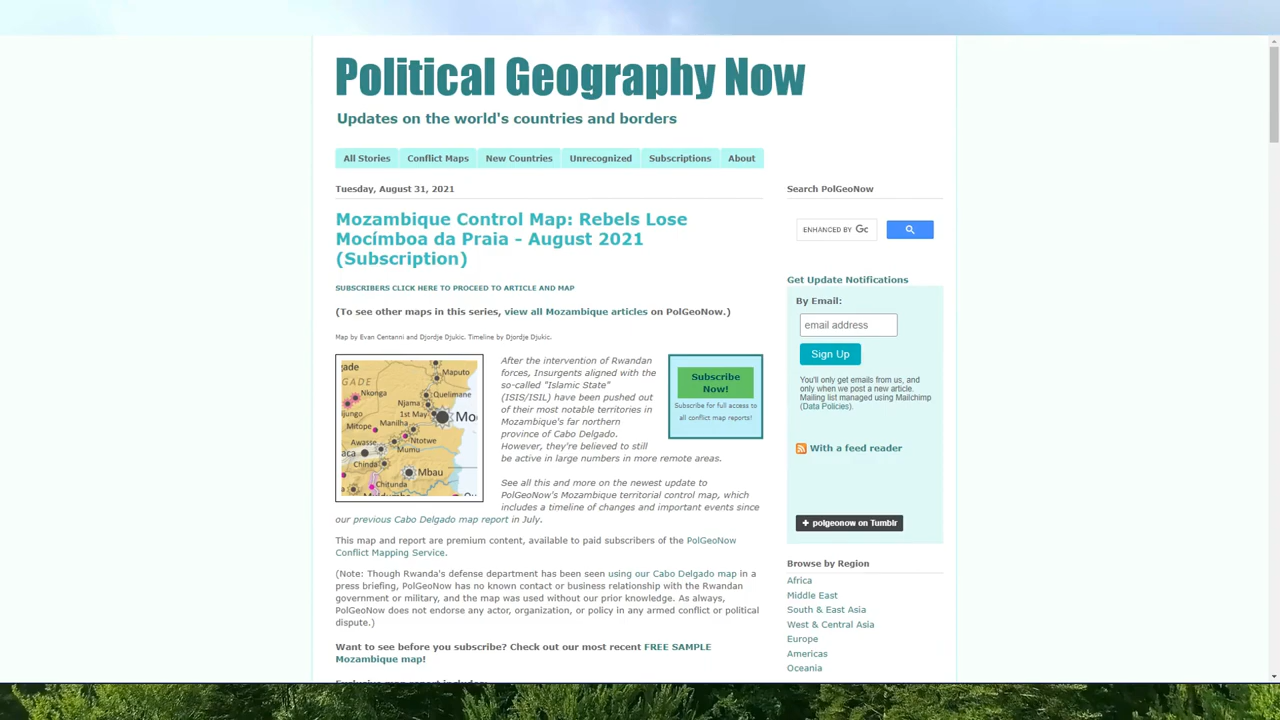 Political Geography Now
Updates on the world's countries and borders
All Stories Conflict Maps New Countries Unrecognized Subscriptions About
Tuesday, August 31, 2021
Mozambique Control Map: Rebels Lose
Mocímboa da Praia - August 2021
(Subscription)
SUBSCRIBERS CLICK HERE TO PROCEED TO ARTICLE AND MAP
(To see other maps in this series, view all Mozambique articles on PolGeoNow.)
Map by Evan Centanni and Djordje Djukic. Timeline by Djordje Djukic.
gade
GADE
Maputo
Nkonga
Quelimane
Njama
1st May
Mo
ijungo
Manilha
Mitope
Awasse
Ntotwe
aca
Mumu
Chinda
Mbau
Chitunda
After the intervention of Rwandan
forces, Insurgents aligned with the
so-called "Islamic State"
(ISIS/ISIL) have been pushed out
of their most notable territories in
Mozambique's far northern
province of Cabo Delgado.
However, they're believed to still
be active in large numbers in more remote areas.
Subscribe
Now!
Subscribe for full access to
all conflict map reports!
See all this and more on the newest update to
PolGeoNow's Mozambique territorial control map, which
includes a timeline of changes and important events since
our previous Cabo Delgado map report in July.
This map and report are premium content, available to paid subscribers of the PolGeoNow
Conflict Mapping Service.
(Note: Though Rwanda's defense department has been seen using our Cabo Delgado map in a
press briefing, PolGeoNow has no known contact or business relationship with the Rwandan
government or military, and the map was used without our prior knowledge. As always,
PolGeoNow does not endorse any actor, organization, or policy in any armed conflict or political
dispute.)
Want to see before you subscribe? Check out our most recent FREE SAMPLE
Mozambique map!
Exclusive map report includes:
Search PolGeoNow
ENHANCED BY Go
Get Update Notifications
By Email:
email address
Sign Up
You'll only get emails from us, and
only when we post a new article.
Mailing list managed using Mailchimp
(Data Policies).
With a feed reader
+ polgeonow on Tumblr
Browse by Region
Africa
Middle East
South & East Asia
West & Central Asia
Europe
Americas
Oceania